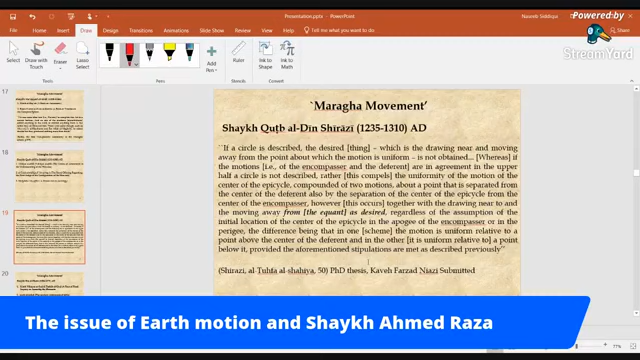 Presentation.pptx - PowerPoint
Powered by
StreamYard
Home Insert Draw Design Transitions Animations Slide Show Review View Help Tell me what you want to do
Select
Draw with Touch
Eraser
Lasso Select
Add Pen
Ruler
Ink to Shape
Ink to Math
Tools
Pens
Stencils
Convert
17
18
19
20
`Maragha Movement'
Shaykh Quṭb al-Dīn Shīrāzī (1235-1310) AD
``If a circle is described, the desired [thing] – which is the drawing near and moving
away from the point about which the motion is uniform – is not obtained... [Whereas] if
the motions [i.e., of the encompasser and the deferent] are in agreement in the upper
half a circle is not described, rather [this compels] the uniformity of the motion of the
center of the epicycle, compounded of two motions, about a point that is separated from
the center of the deferent also by the separation of the center of the epicycle from the
center of the encompasser, however [this occurs] together with the drawing near to and
the moving away from [the equant] as desired, regardless of the assumption of the
initial location of the center of the epicycle in the apogee of the encompasser or in the
perigee, the difference being that in one [scheme] the motion is uniform relative to a
point above the center of the deferent and in the other [it is uniform relative to] a point
below it, provided the aforementioned stipulations are met as described previously''
(Shirazi, al-Tuhfa al-shahiya, 50) PhD thesis, Kaveh Farzad Niazi Submitted
The issue of Earth motion and Shaykh Ahmed Raza
77%